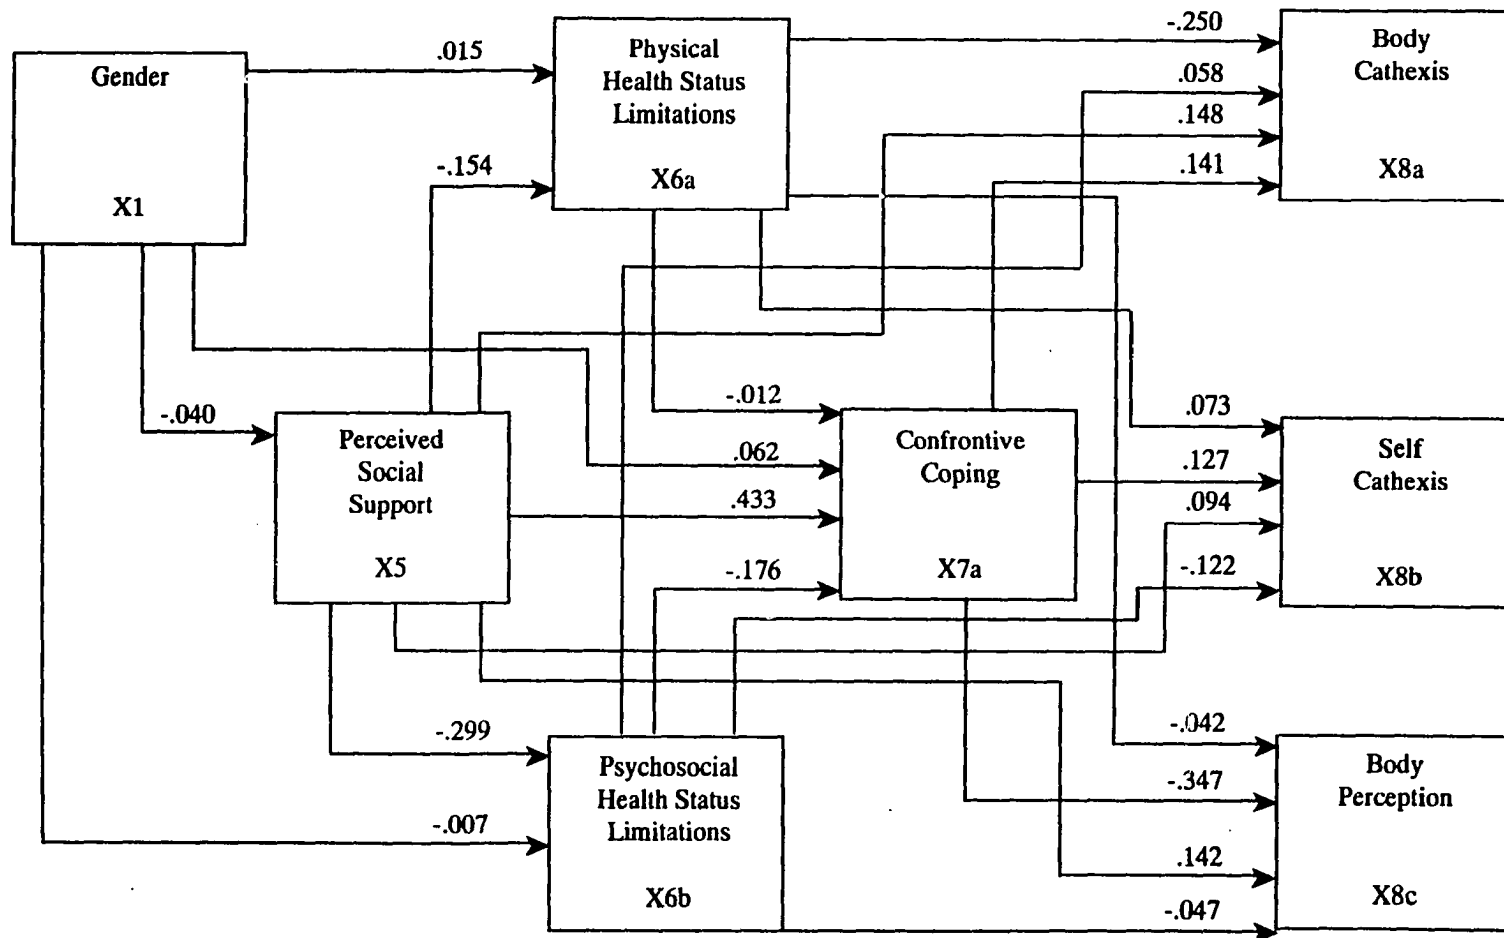 Gender
X1
.015
-.154
Physical
Health Status
Limitations
X6a
-.250
.058
.148
.141
Body
Cathexis
X8a
-.040
Perceived
Social
Support
X5
-.012
.062
.433
-.176
Confrontive
Coping
X7a
.073
.127
.094
-.122
Self
Cathexis
X8b
-.299
-.007
Psychosocial
Health Status
Limitations
X6b
-.042
-.347
.142
-.047
Body
Perception
X8c